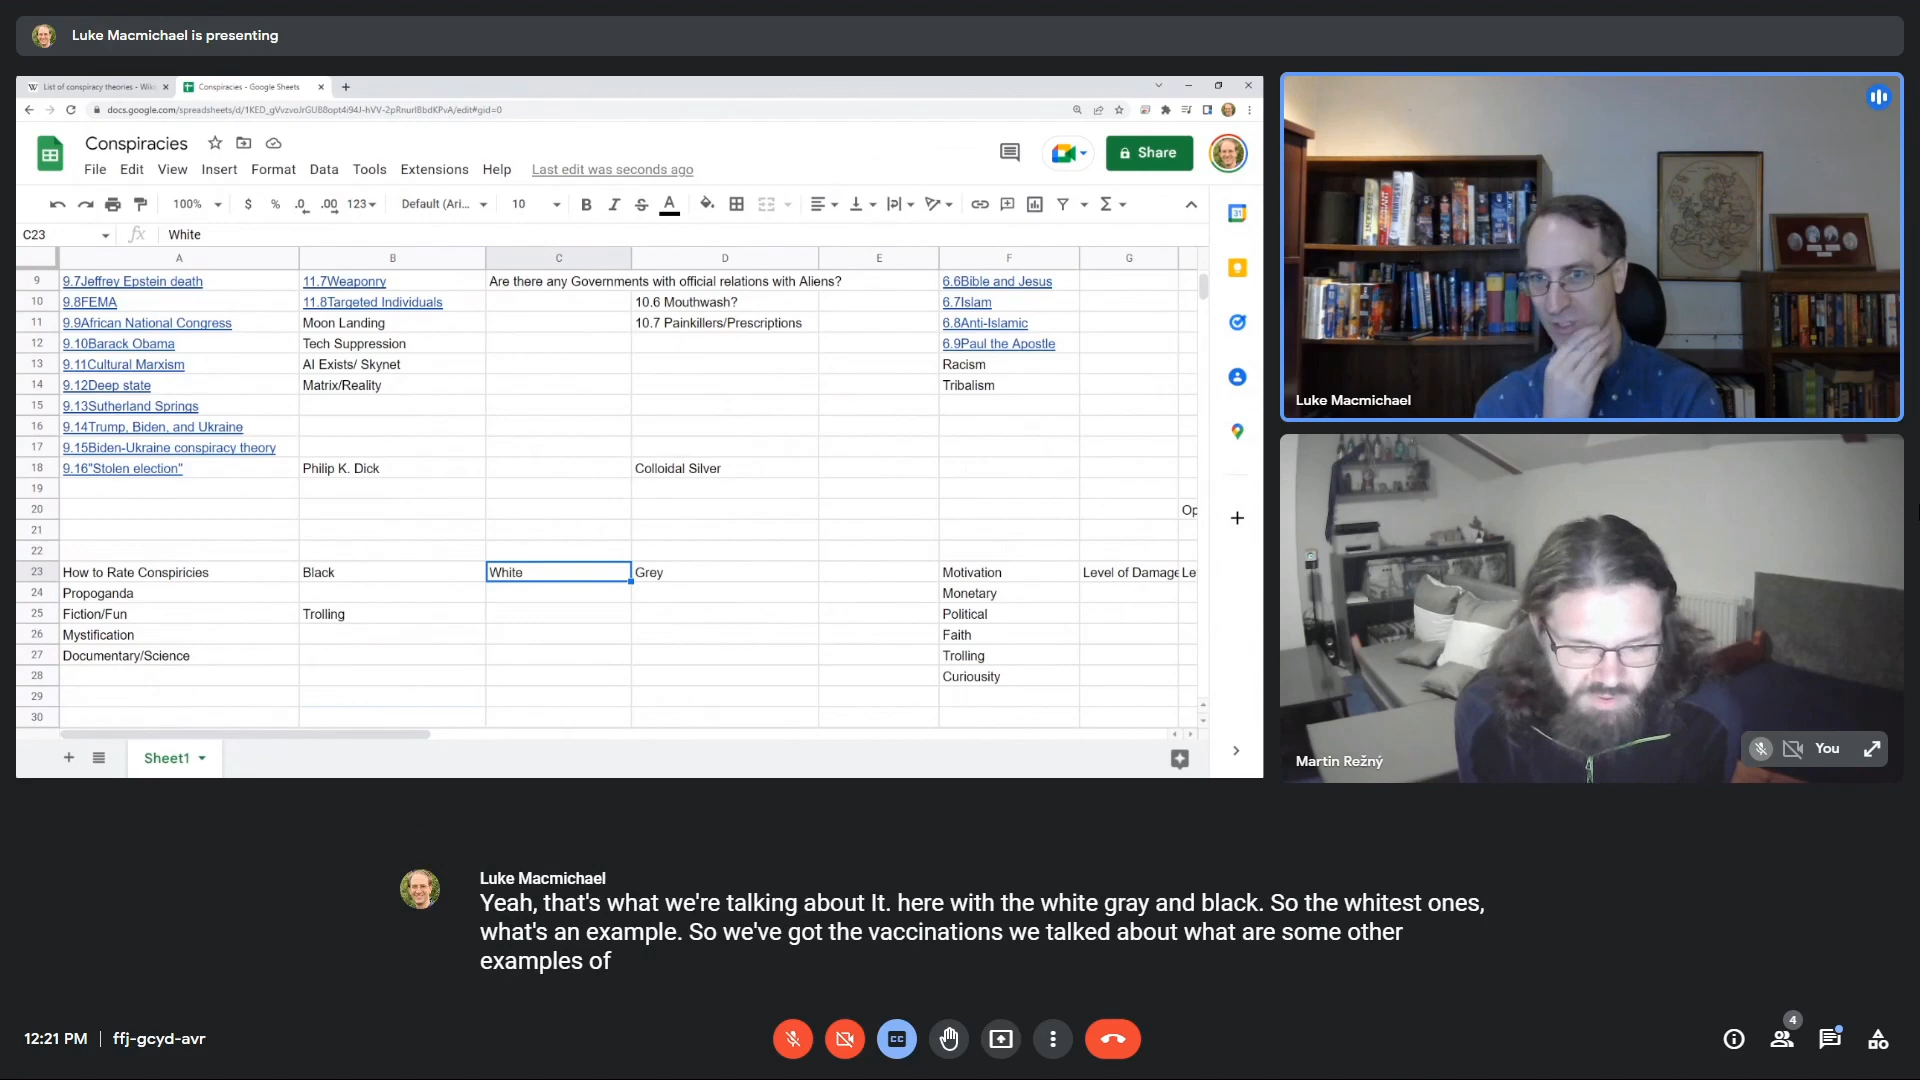 Luke Macmichael is presenting
List of conspiracy theories - Wiki
Conspiracies - Google Sheets
docs.google.com/spreadsheets/d/1KED_gVvzvoJrGUB8opt4i94J-hVV-2pRnurl8bdKPvA/edit#gid=0
Conspiracies
File Edit View Insert Format Data Tools Extensions Help Last edit was seconds ago
Share
100% $ % .0 .00 123 Default (Ari... 10 B I S A
C23 fx White
A B C D E F G
9 9.7Jeffrey Epstein death 11.7Weaponry Are there any Governments with official relations with Aliens? 6.6Bible and Jesus
10 9.8FEMA 11.8Targeted Individuals 10.6 Mouthwash? 6.7Islam
11 9.9African National Congress Moon Landing 10.7 Painkillers/Prescriptions 6.8Anti-Islamic
12 9.10Barack Obama Tech Suppression 6.9Paul the Apostle
13 9.11Cultural Marxism AI Exists/ Skynet Racism
14 9.12Deep state Matrix/Reality Tribalism
15 9.13Sutherland Springs
16 9.14Trump, Biden, and Ukraine
17 9.15Biden-Ukraine conspiracy theory
18 9.16"Stolen election" Philip K. Dick Colloidal Silver
19
20 Op
21
22
23 How to Rate Conspiricies Black White Grey Motivation Level of Damage Le
24 Propoganda Monetary
25 Fiction/Fun Trolling Political
26 Mystification Faith
27 Documentary/Science Trolling
28 Curiousity
29
30
Sheet1
31
Luke Macmichael
Martin Režný
You
Luke Macmichael
Yeah, that's what we're talking about It. here with the white gray and black. So the whitest ones,
what's an example. So we've got the vaccinations we talked about what are some other
examples of
12:21 PM | ffj-gcyd-avr
CC
4